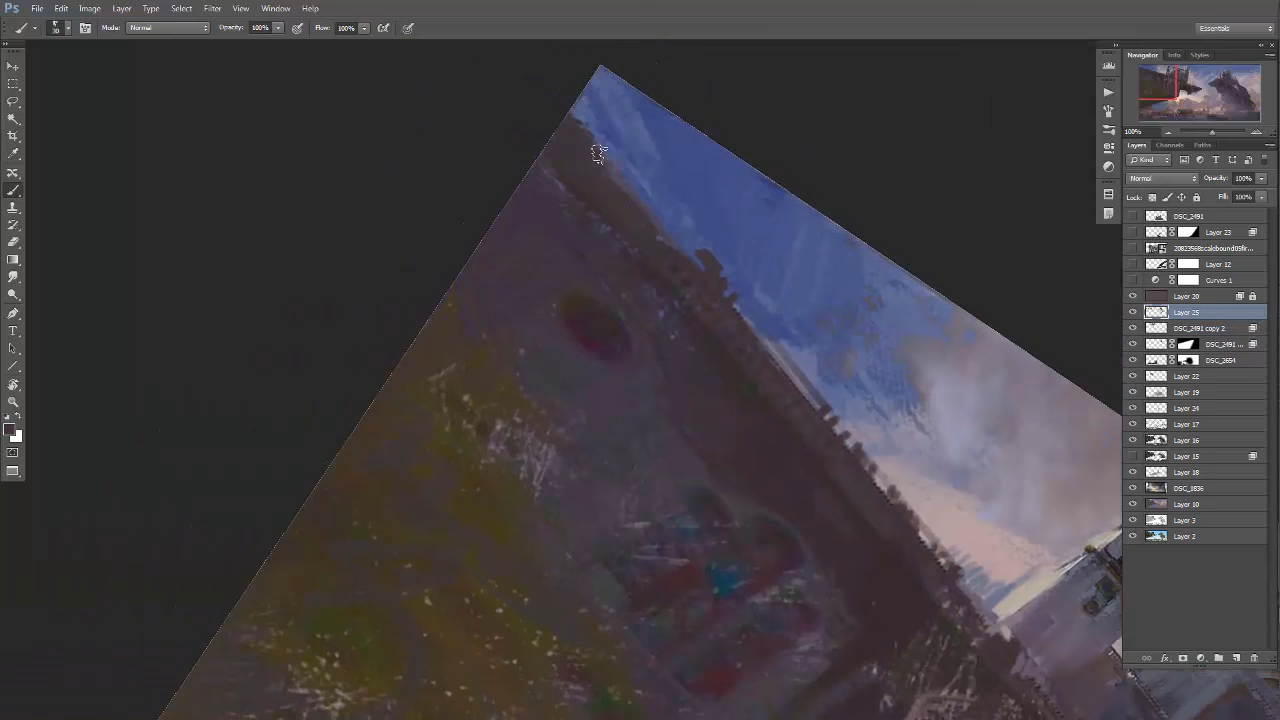 Ps File Edit Image Layer Type Select Filter View Window Help
30 Mode: Normal Opacity: 100% Flow: 100% Essentials
Navigator Info Styles
100%
Layers Channels Paths
Kind
Normal Opacity: 100%
Lock: Fill: 100%
DSC_2491
Layer 23
Layer 12
Curves 1
Layer 20
Layer 25
DSC_2491 copy 2
DSC_2491 ...
DSC_2654
Layer 22
Layer 19
Layer 24
Layer 17
Layer 16
Layer 15
Layer 18
DSC_1836
Layer 10
Layer 3
Layer 2
fx